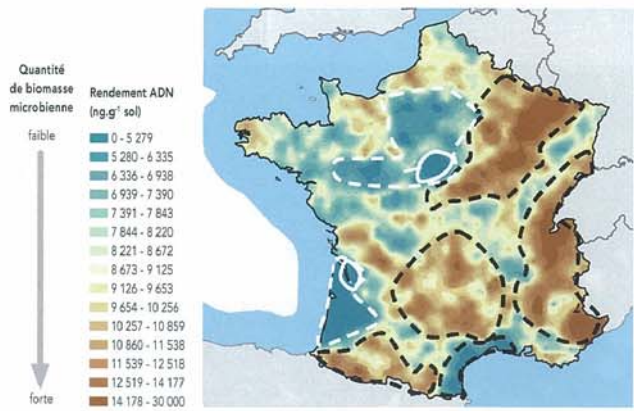 Quantité
de biomasse
microbienne
faible
forte
Rendement ADN
(ng.g⁻¹ sol)
0 - 5 279
5 280 - 6 335
6 336 - 6 938
6 939 - 7 390
7 391 - 7 843
7 844 - 8 220
8 221 - 8 672
8 673 - 9 125
9 126 - 9 653
9 654 - 10 256
10 257 - 10 859
10 860 - 11 538
11 539 - 12 518
12 519 - 14 177
14 178 - 30 000